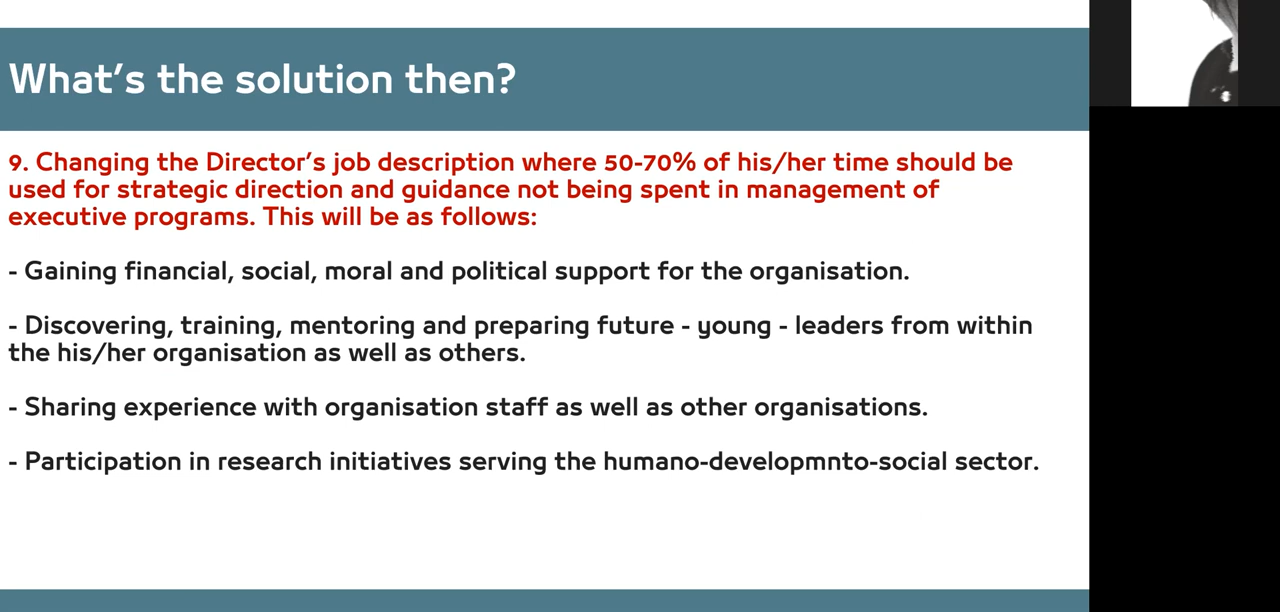 What's the solution then?
9. Changing the Director's job description where 50-70% of his/her time should be
used for strategic direction and guidance not being spent in management of
executive programs. This will be as follows:
- Gaining financial, social, moral and political support for the organisation.
- Discovering, training, mentoring and preparing future - young - leaders from within
the his/her organisation as well as others.
- Sharing experience with organisation staff as well as other organisations.
- Participation in research initiatives serving the humano-developmnto-social sector.